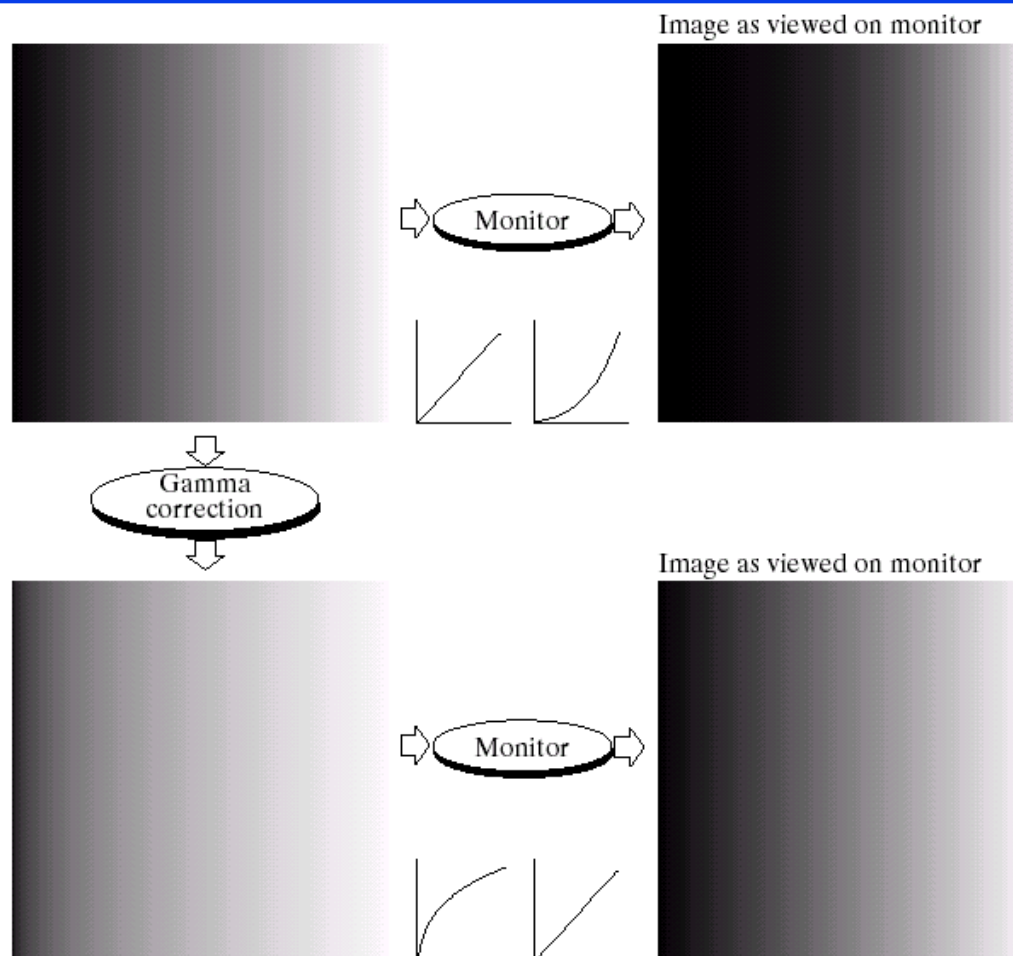 Image as viewed on monitor
Monitor
Gamma
correction
Image as viewed on monitor
Monitor